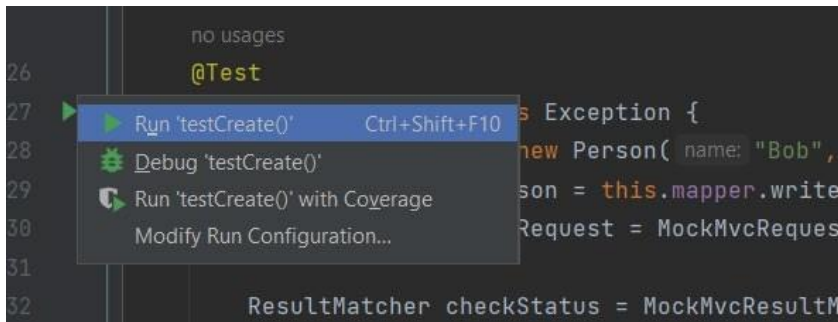 no usages
26 @Test
27 s Exception {
Run 'testCreate()' Ctrl+Shift+F10
28 new Person( name: "Bob",
Debug 'testCreate()'
29 son = this.mapper.write
Run 'testCreate()' with Coverage
30 Request = MockMvcReques
Modify Run Configuration...
31
32 ResultMatcher checkStatus = MockMvcResultM